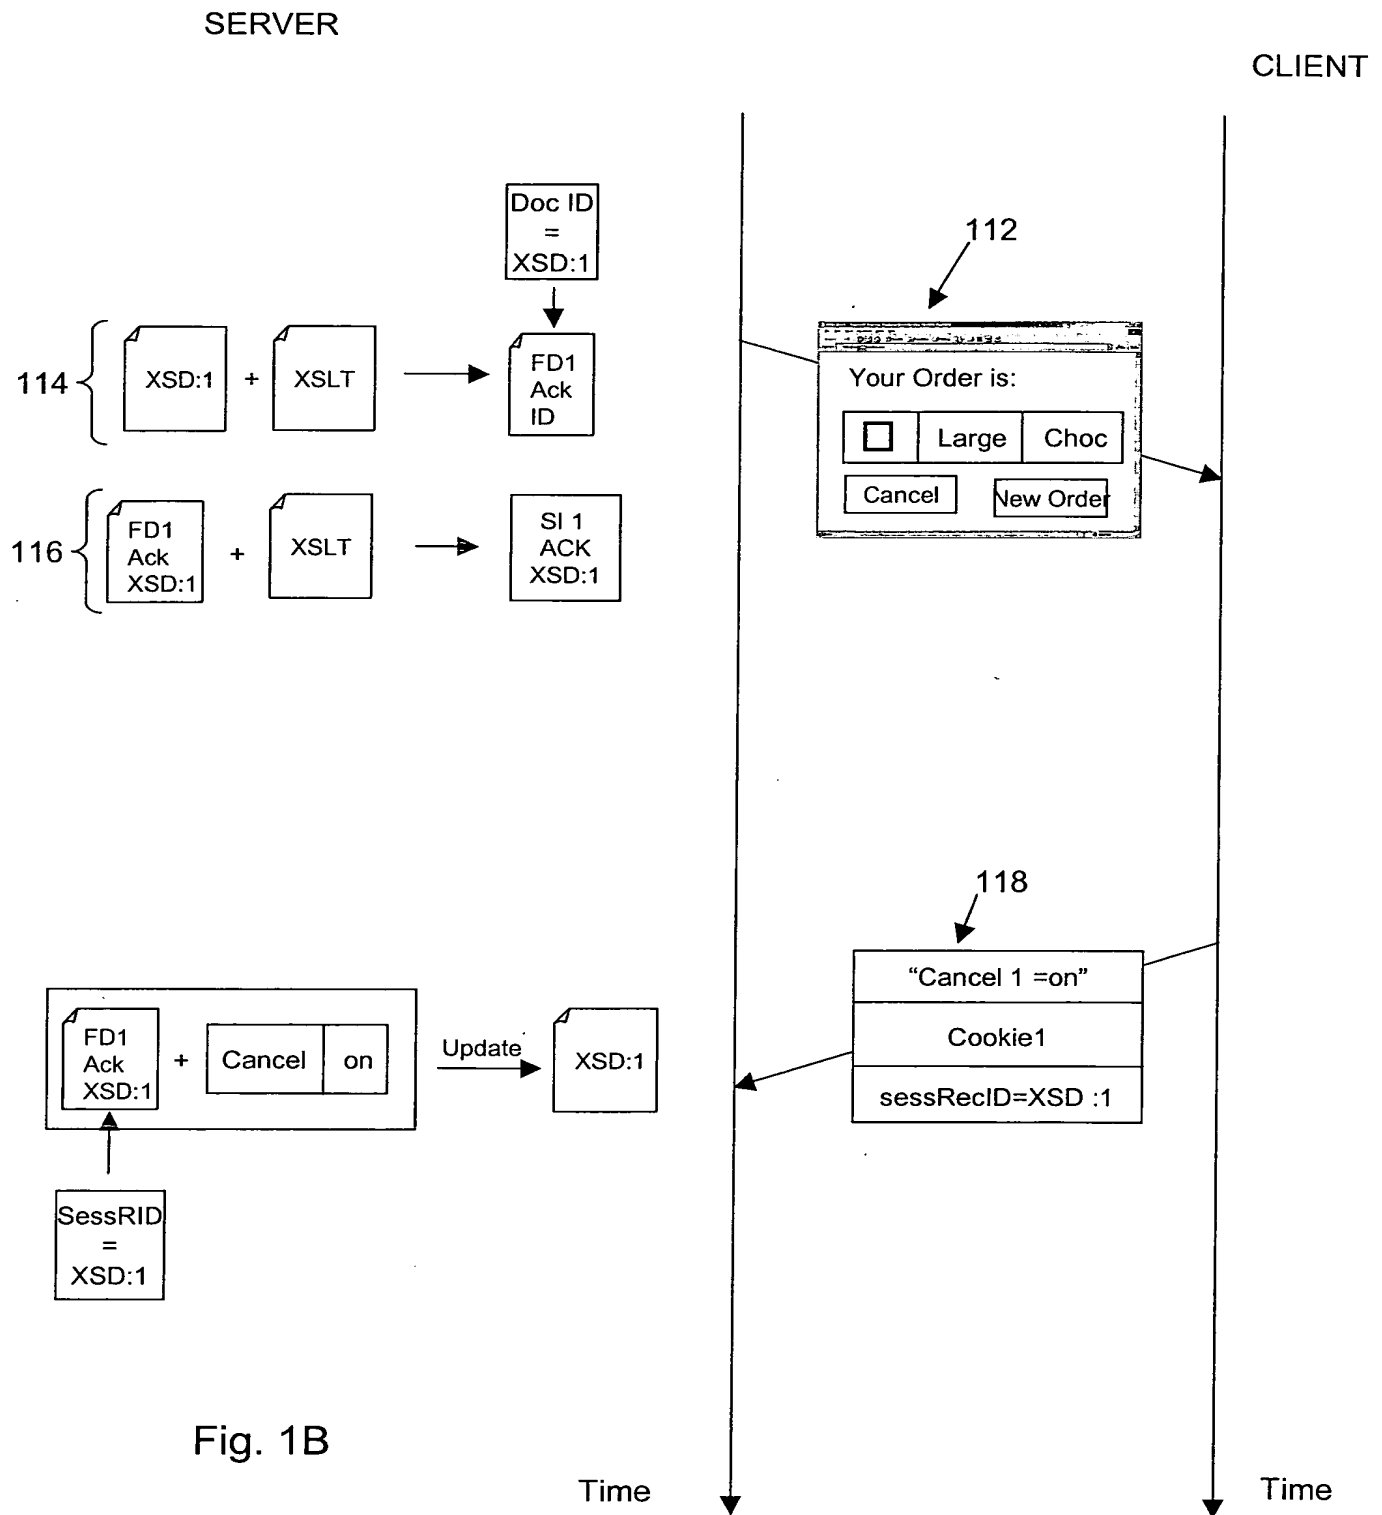 SERVER
CLIENT
Doc ID
=
XSD:1
112
114
XSD:1
+
XSLT
FD1
Ack
ID
Your Order is:
Large
Choc
Cancel
New Order
116
FD1
Ack
XSD:1
+
XSLT
SI 1
ACK
XSD:1
118
"Cancel 1 =on"
Cookie1
sessRecID=XSD :1
FD1
Ack
XSD:1
+
Cancel
on
Update
XSD:1
SessRID
=
XSD:1
Fig. 1B
Time
Time